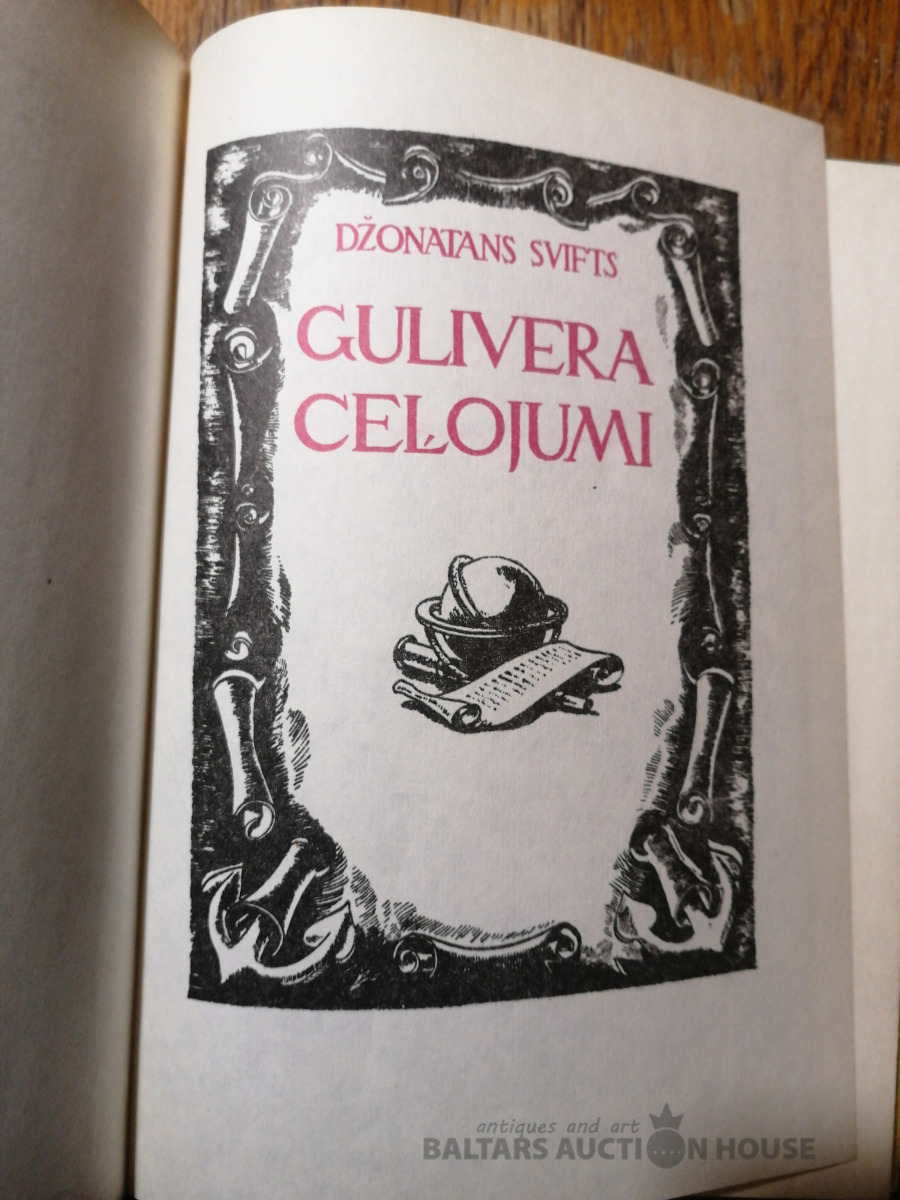 DŽONATANS SVIFTS
GULIVERA
CEĻOJUMI
antiques and art
BALTARS AUCTION HOUSE